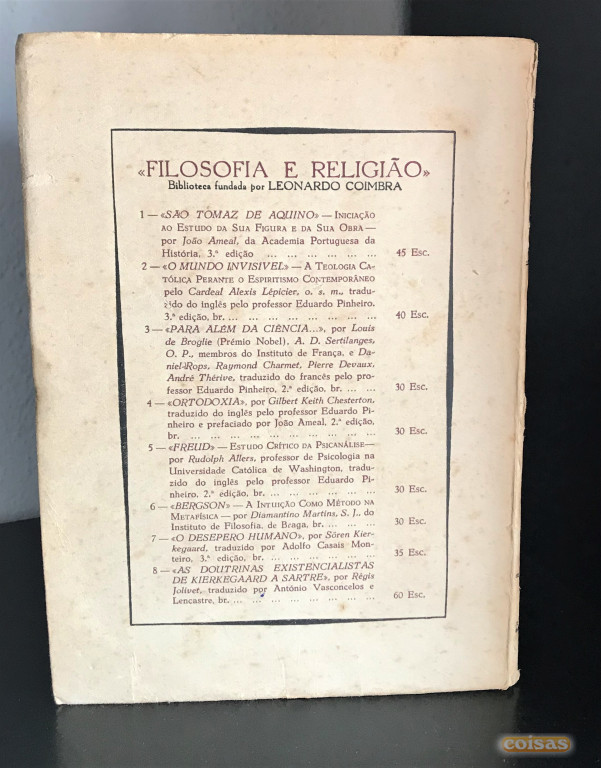 «FILOSOFIA E RELIGIÃO»
Biblioteca fundada por LEONARDO COIMBRA
1 — «SÃO TOMAZ DE AQUINO» — INICIAÇÃO
AO ESTUDO DA SUA FIGURA E DA SUA OBRA —
por João Ameal, da Academia Portuguesa da
História, 3.ª edição ... ... ... ... ... ... 45 Esc.
2 — «O MUNDO INVISIVEL» — A TEOLOGIA CA-
TÓLICA PERANTE O ESPIRITISMO CONTEMPORÂNEO
pelo Cardeal Alexis Lépicier, o. s. m., tradu-
zido do inglês pelo professor Eduardo Pinheiro,
3.ª edição, br. ... ... ... ... ... ... ... ... 40 Esc.
3 — «PARA ALÉM DA CIÊNCIA...», por Louis
de Broglie (Prémio Nobel), A. D. Sertilanges,
O. P., membros do Instituto de França, e Da-
niel-Rops, Raymond Charmet, Pierre Devaux,
André Thérive, traduzido do francês pelo pro-
fessor Eduardo Pinheiro, 2.ª edição, br. ... ... 30 Esc.
4 — «ORTODOXIA», por Gilbert Keith Chesterton,
traduzido do inglês pelo professor Eduardo Pi-
nheiro e prefaciado por João Ameal, 2.ª edição,
br. ... ... ... ... ... ... ... ... ... ... 30 Esc.
5 — «FREUD» — ESTUDO CRÍTICO DA PSICANÁLISE —
por Rudolph Allers, professor de Psicologia na
Universidade Católica de Washington, tradu-
zido do inglês pelo professor Eduardo Pi-
nheiro, 2.ª edição, br. ... ... ... ... ... ... 30 Esc.
6 — «BERGSON» — A INTUIÇÃO COMO MÉTODO NA
METAFÍSICA — por Diamantino Martins, S. J., do
Instituto de Filosofia, de Braga, br. ... ... ... 30 Esc.
7 — «O DESEPERO HUMANO», por Sören Kier-
kegaard, traduzido por Adolfo Casais Mon-
teiro, 3.ª edição, br. ... ... ... ... ... ... 35 Esc.
8 — «AS DOUTRINAS EXISTENCIALISTAS
DE KIERKEGAARD A SARTRE», por Régis
Jolivet, traduzido por António Vasconcelos e
Lencastre, br. ... ... ... ... ... ... ... ... 60 Esc.
coisas